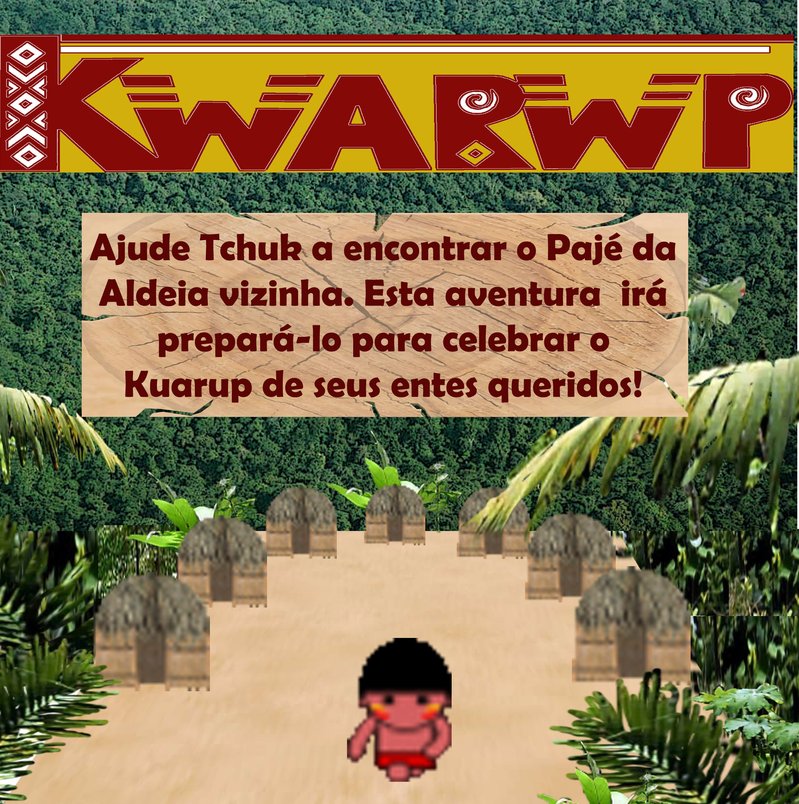 KWARWP
Ajude Tchuk a encontrar o Pajé da
Aldeia vizinha. Esta aventura irá
prepará-lo para celebrar o
Kuarup de seus entes queridos!